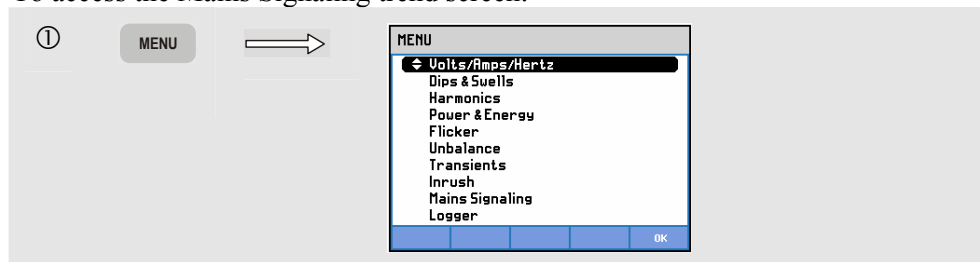 To access the Mains Signaling trend screen:
① MENU
MENU
Volts/Amps/Hertz
Dips & Swells
Harmonics
Power & Energy
Flicker
Unbalance
Transients
Inrush
Mains Signaling
Logger
OK